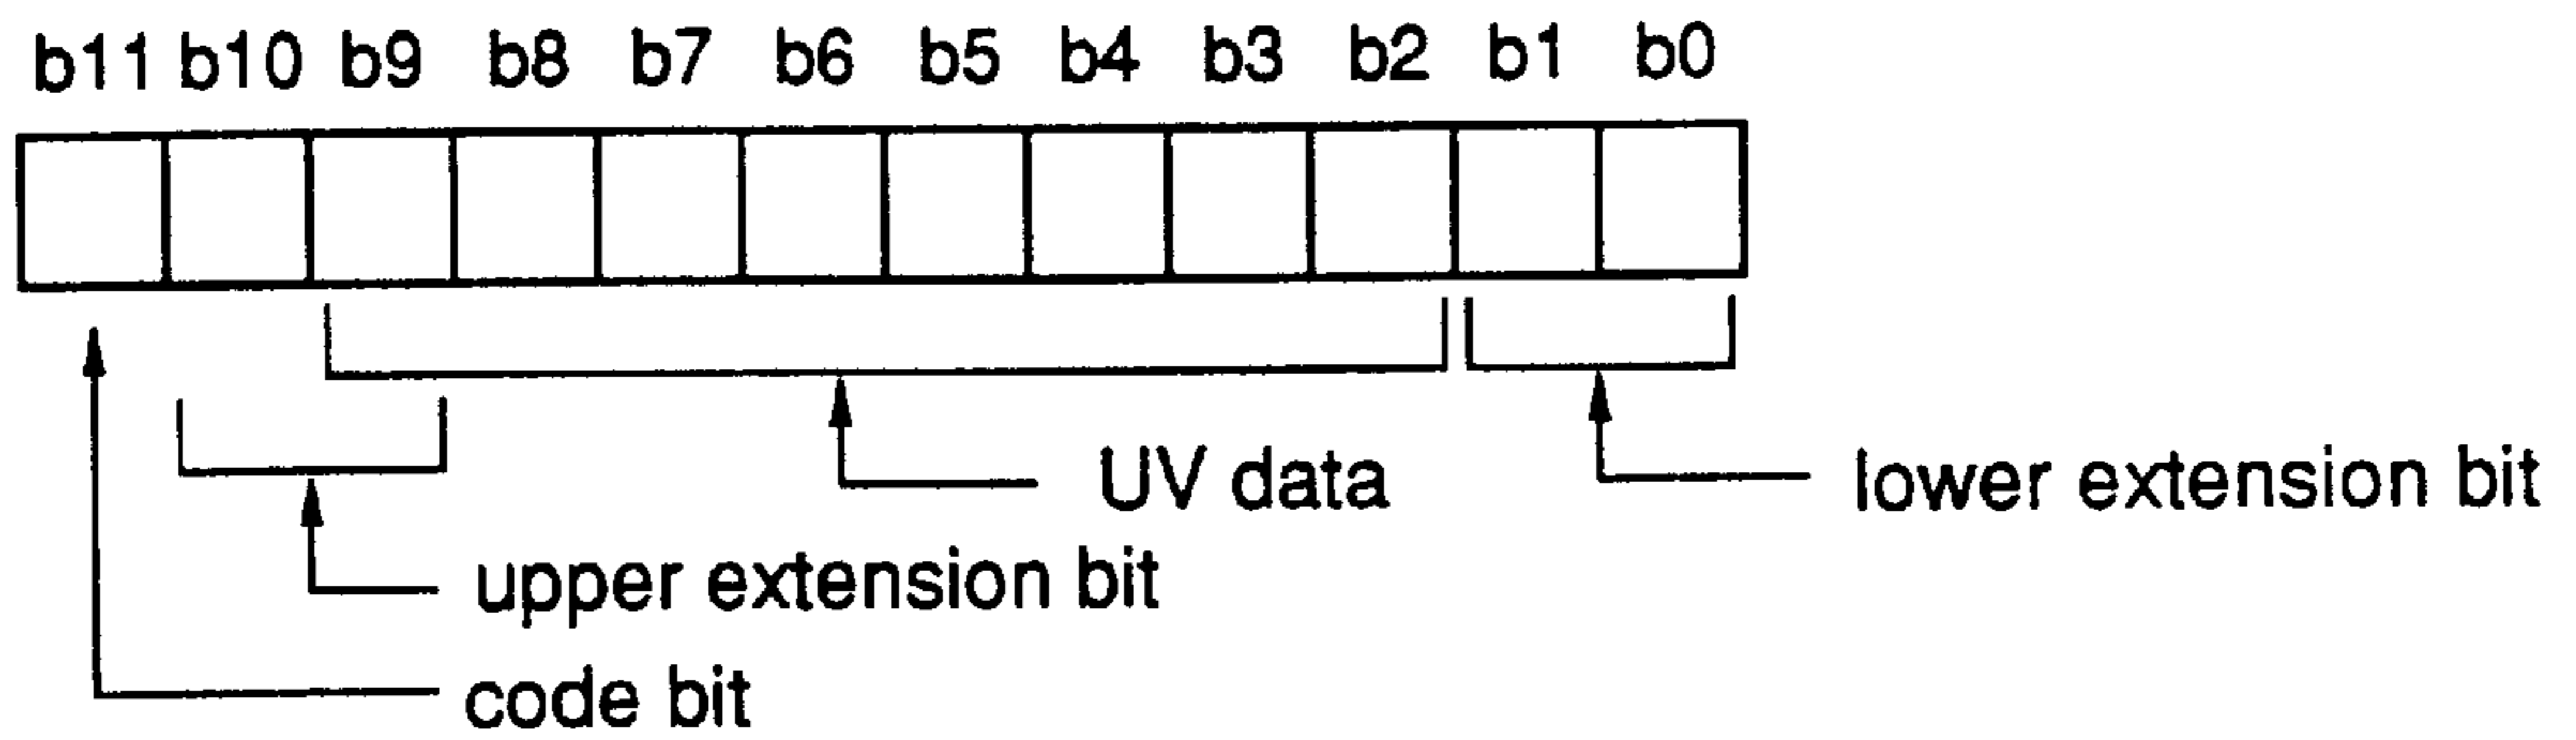 b11 b10 b9 b8 b7 b6 b5 b4 b3 b2 b1 b0
UV data
lower extension bit
upper extension bit
code bit